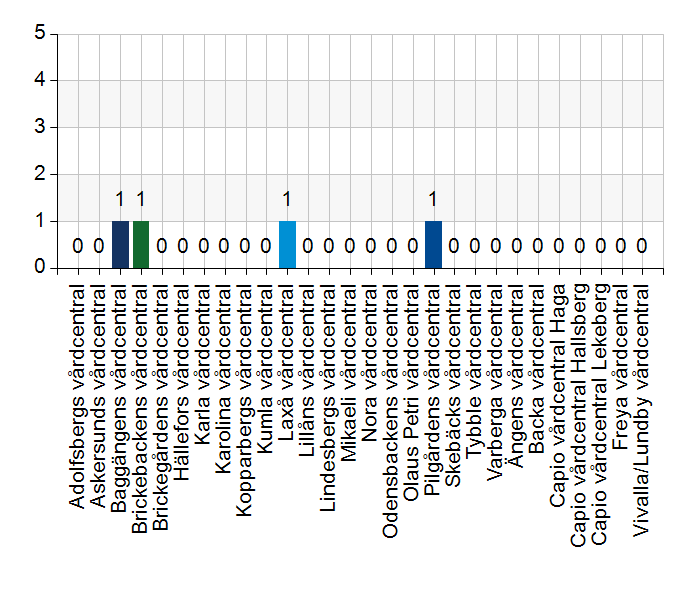 5
4
3
2
1
0
0 0 1 1 0 0 0 0 0 0 1 0 0 0 0 0 0 1 0 0 0 0 0 0 0 0 0 0
Adolfsbergs vårdcentral
Askersunds vårdcentral
Baggängens vårdcentral
Brickebackens vårdcentral
Brickegårdens vårdcentral
Hällefors vårdcentral
Karla vårdcentral
Karolina vårdcentral
Kopparbergs vårdcentral
Kumla vårdcentral
Laxå vårdcentral
Lillåns vårdcentral
Lindesbergs vårdcentral
Mikaeli vårdcentral
Nora vårdcentral
Odensbackens vårdcentral
Olaus Petri vårdcentral
Pilgårdens vårdcentral
Skebäcks vårdcentral
Tybble vårdcentral
Varberga vårdcentral
Ängens vårdcentral
Backa vårdcentral
Capio vårdcentral Haga
Capio vårdcentral Hallsberg
Capio vårdcentral Lekeberg
Freya vårdcentral
Vivalla/Lundby vårdcentral